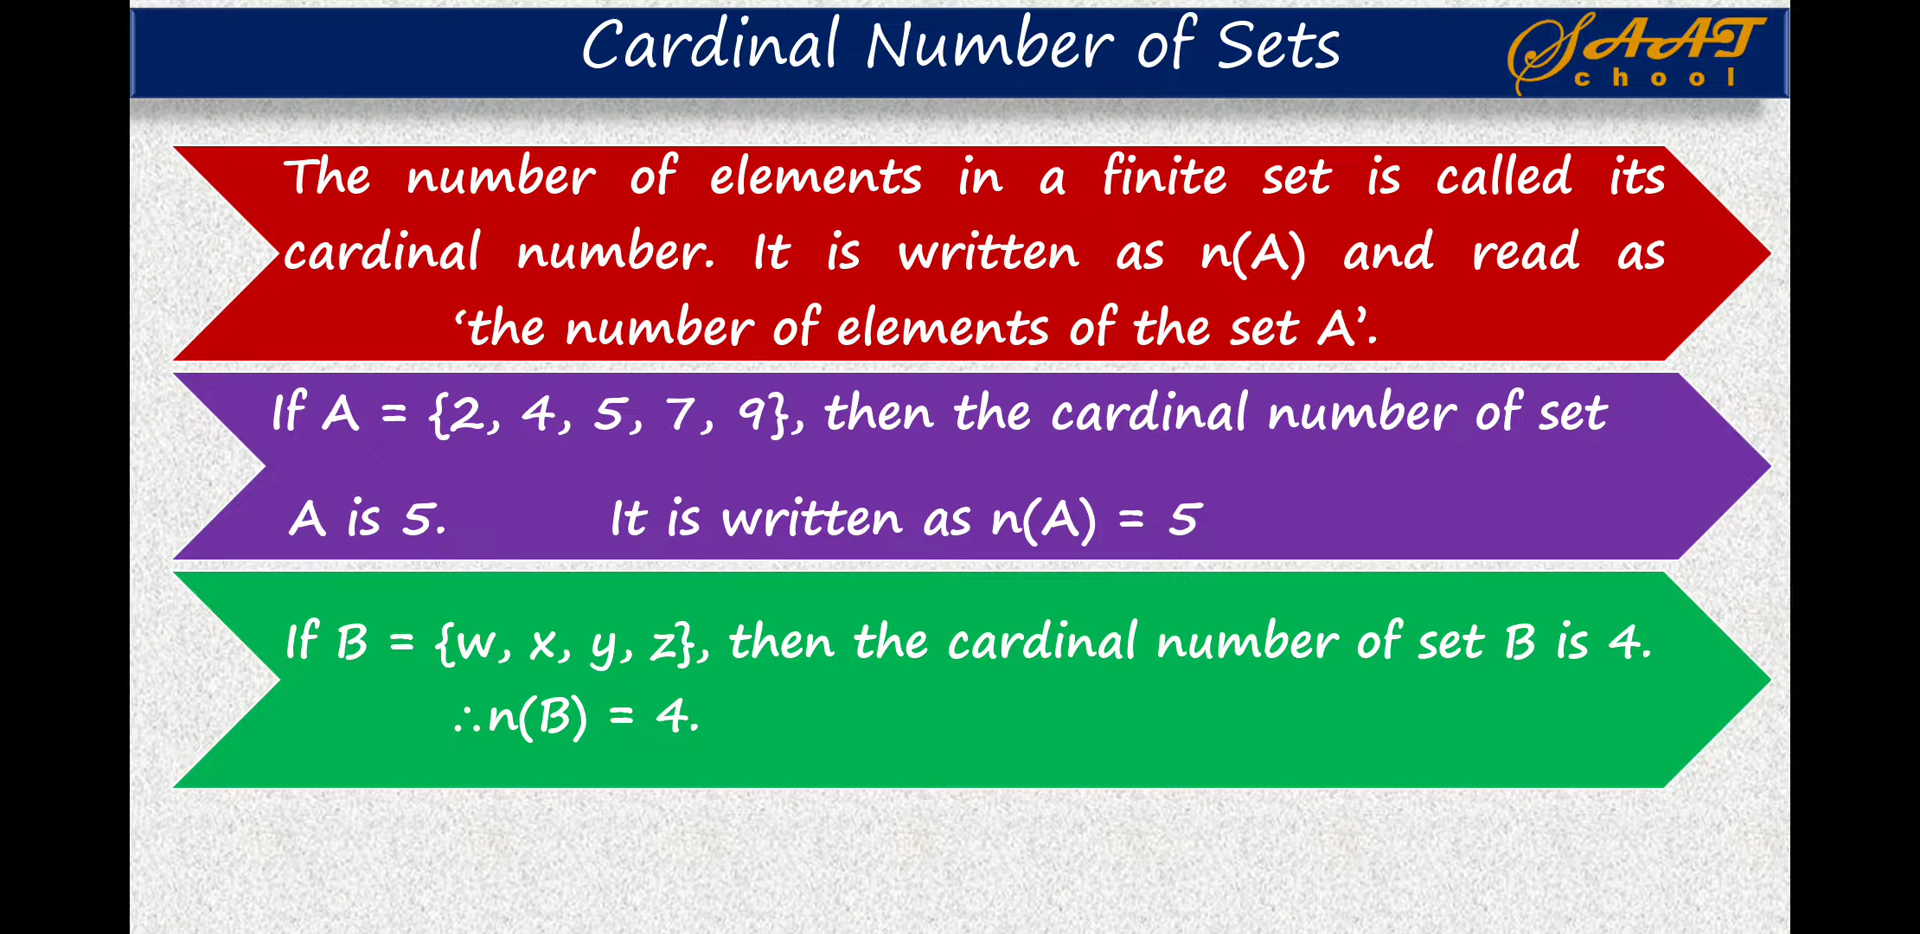 Cardinal Number of Sets
SAAT
chool
The number of elements in a finite set is called its
cardinal number. It is written as n(A) and read as
‘the number of elements of the set A’.
If A = {2, 4, 5, 7, 9}, then the cardinal number of set
A is 5. It is written as n(A) = 5
If B = {w, x, y, z}, then the cardinal number of set B is 4.
∴n(B) = 4.